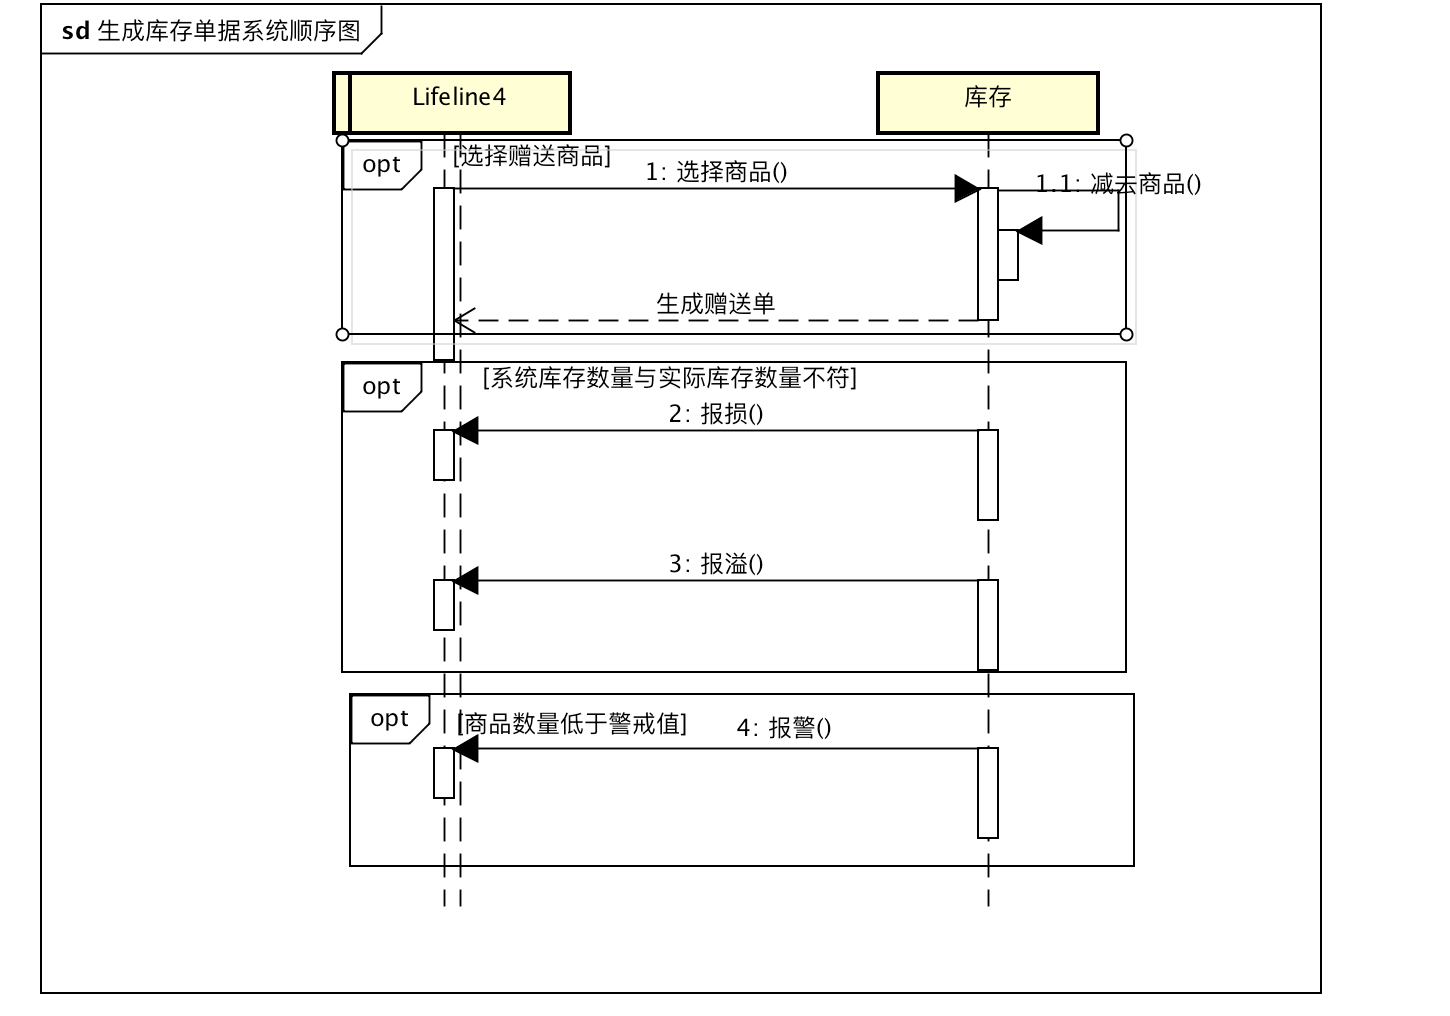 sd 生成库存单据系统顺序图
Lifeline4
库存
opt
[选择赠送商品]
1: 选择商品()
1.1: 减去商品()
生成赠送单
opt
[系统库存数量与实际库存数量不符]
2: 报损()
3: 报溢()
opt
[商品数量低于警戒值]
4: 报警()